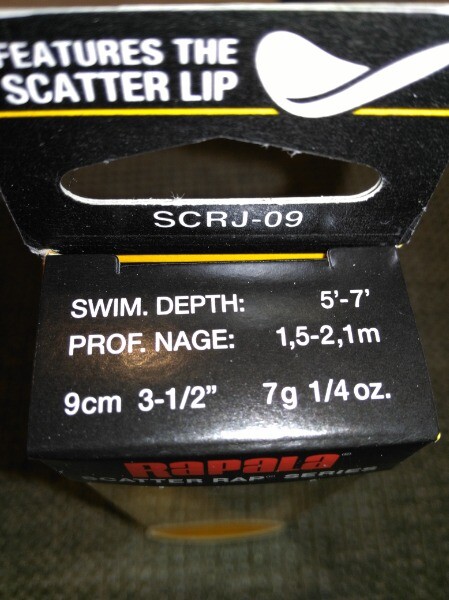 FEATURES THE
SCATTER LIP
SCRJ-09
SWIM. DEPTH: 5'-7'
PROF. NAGE: 1,5-2,1m
9cm 3-1/2" 7g 1/4 oz.
RAPALA
SCATTER RAP™ SERIES